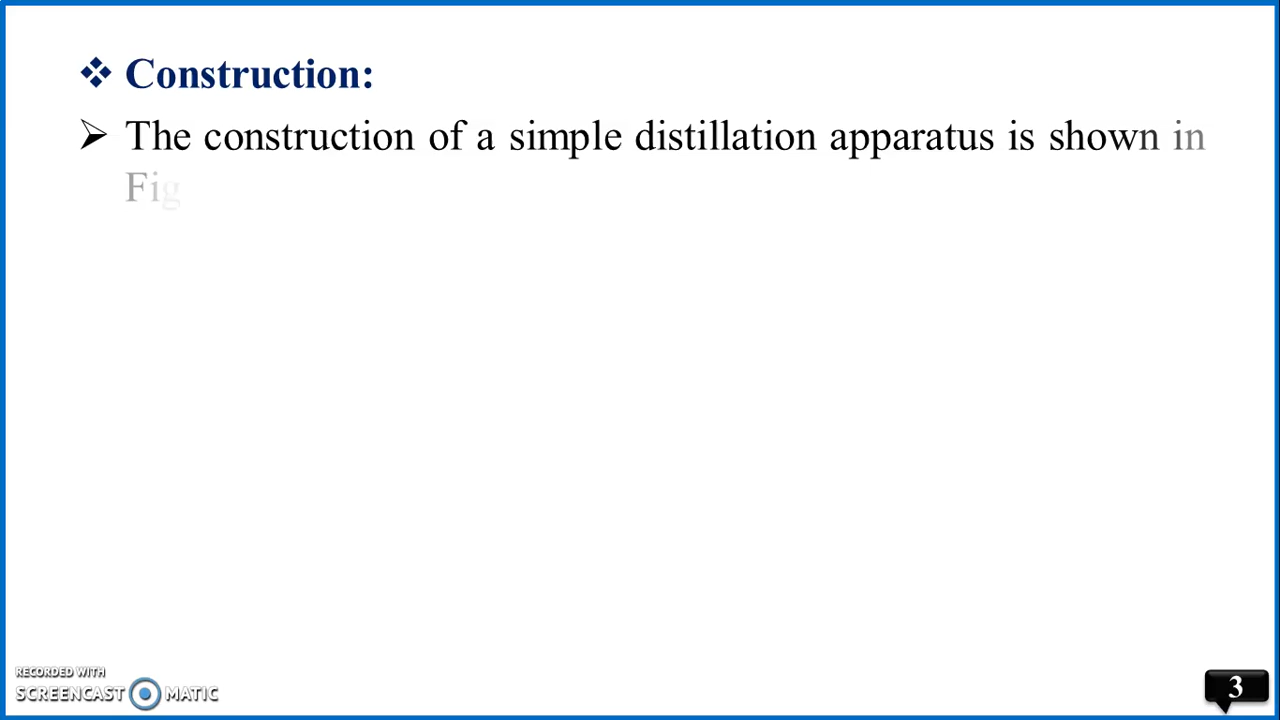 ❖ Construction:
➢ The construction of a simple distillation apparatus is shown in
Fig
RECORDED WITH
SCREENCAST MATIC
3